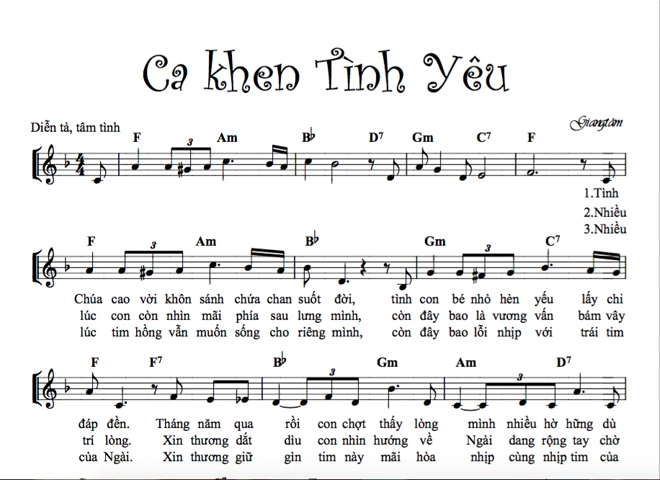 Ca khen Tình Yêu
Diễn tả, tâm tình
Giangtâm
F Am B♭ D7 Gm C7 F
1.Tình
2.Nhiều
3.Nhiều
F Am B♭ Gm C7
Chúa cao vời khôn sánh chứa chan suốt đời, tình con bé nhỏ hèn yếu lấy chi
lúc con còn nhìn mãi phía sau lưng mình, còn đây bao là vương vấn bám vây
lúc tim hồng vẫn muốn sống cho riêng mình, còn đây bao lỗi nhịp với trái tim
F F7 B♭ Gm Am D7
đáp đền. Tháng năm qua rồi con chợt thấy lòng mình nhiều hờ hững dù
trí lòng. Xin thương dắt dìu con nhìn hướng về Ngài dang rộng tay chờ
của Ngài. Xin thương giữ gìn tim này mãi hòa nhịp cùng nhịp tim của